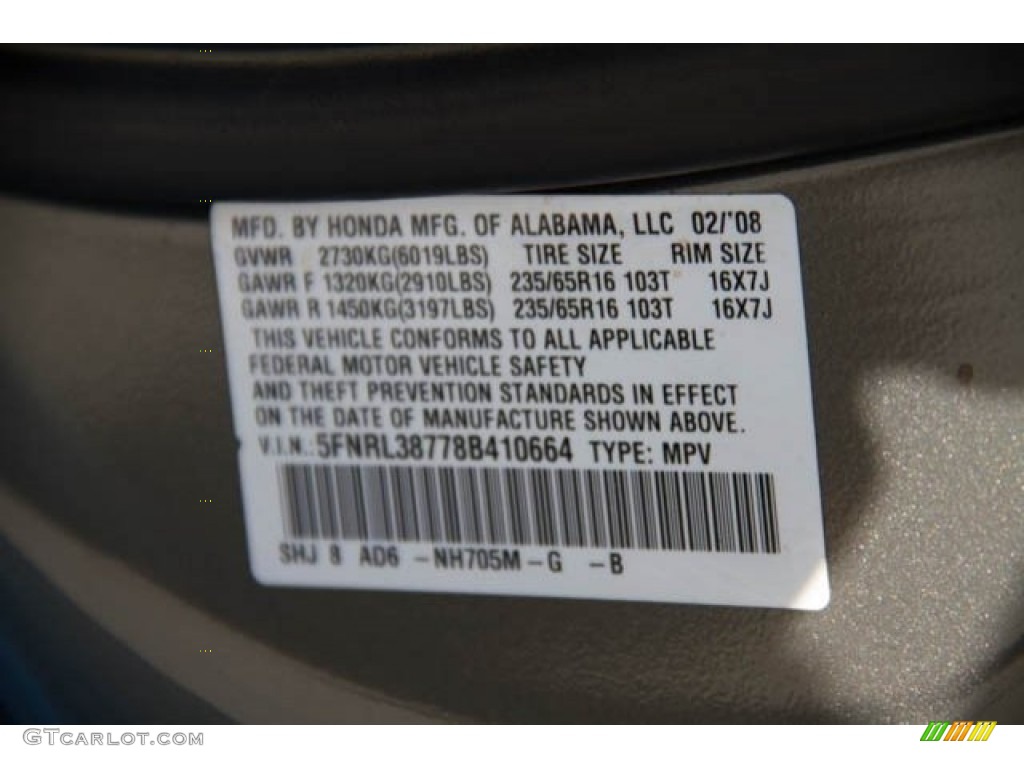 MFD. BY HONDA MFG. OF ALABAMA, LLC 02/'08
GVWR 2730KG(6019LBS) TIRE SIZE RIM SIZE
GAWR F 1320KG(2910LBS) 235/65R16 103T 16X7J
GAWR R 1450KG(3197LBS) 235/65R16 103T 16X7J
THIS VEHICLE CONFORMS TO ALL APPLICABLE
FEDERAL MOTOR VEHICLE SAFETY
AND THEFT PREVENTION STANDARDS IN EFFECT
ON THE DATE OF MANUFACTURE SHOWN ABOVE.
V.I.N.:5FNRL38778B410664 TYPE: MPV
SHJ 8 AD6 -NH705M-G -B
GTCARLOT.COM